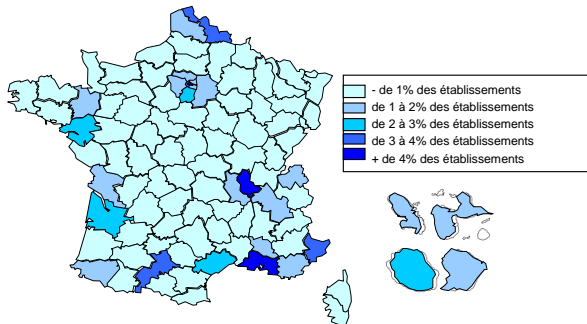 - de 1% des établissements
de 1 à 2% des établissements
de 2 à 3% des établissements
de 3 à 4% des établissements
+ de 4% des établissements